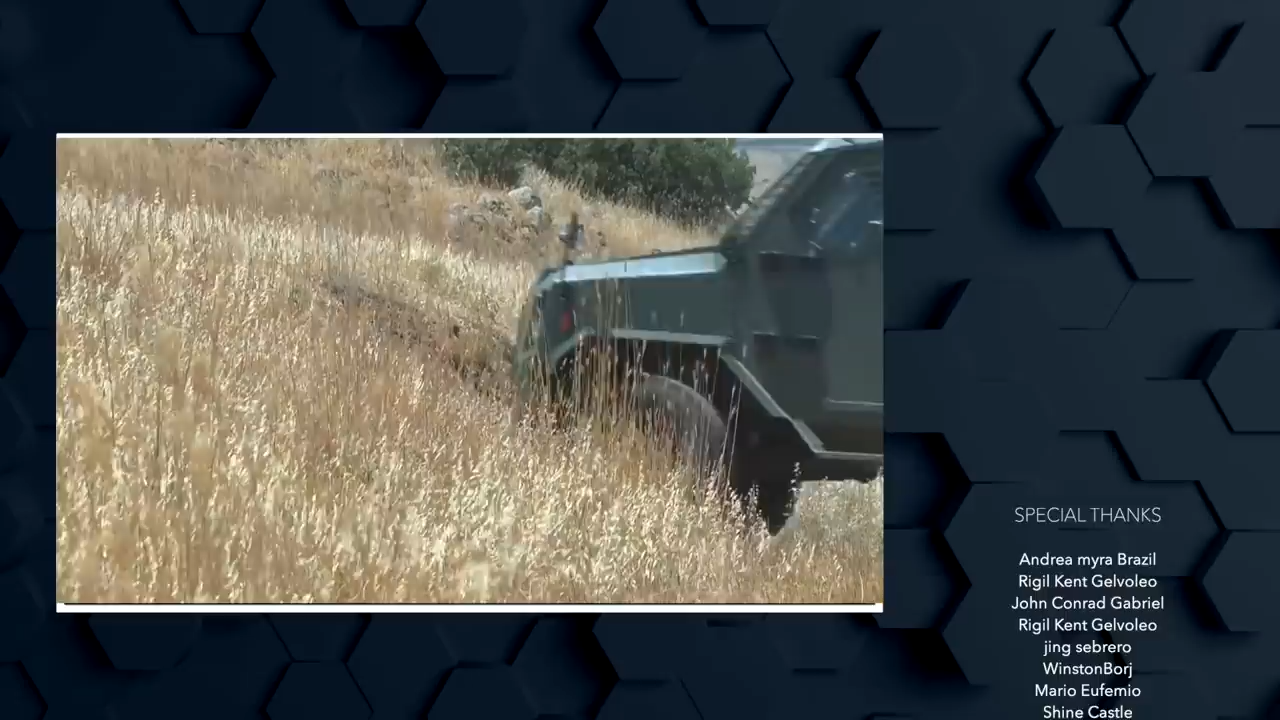 SPECIAL THANKS
Andrea myra Brazil
Rigil Kent Gelvoleo
John Conrad Gabriel
Rigil Kent Gelvoleo
jing sebrero
WinstonBorj
Mario Eufemio
Shine Castle